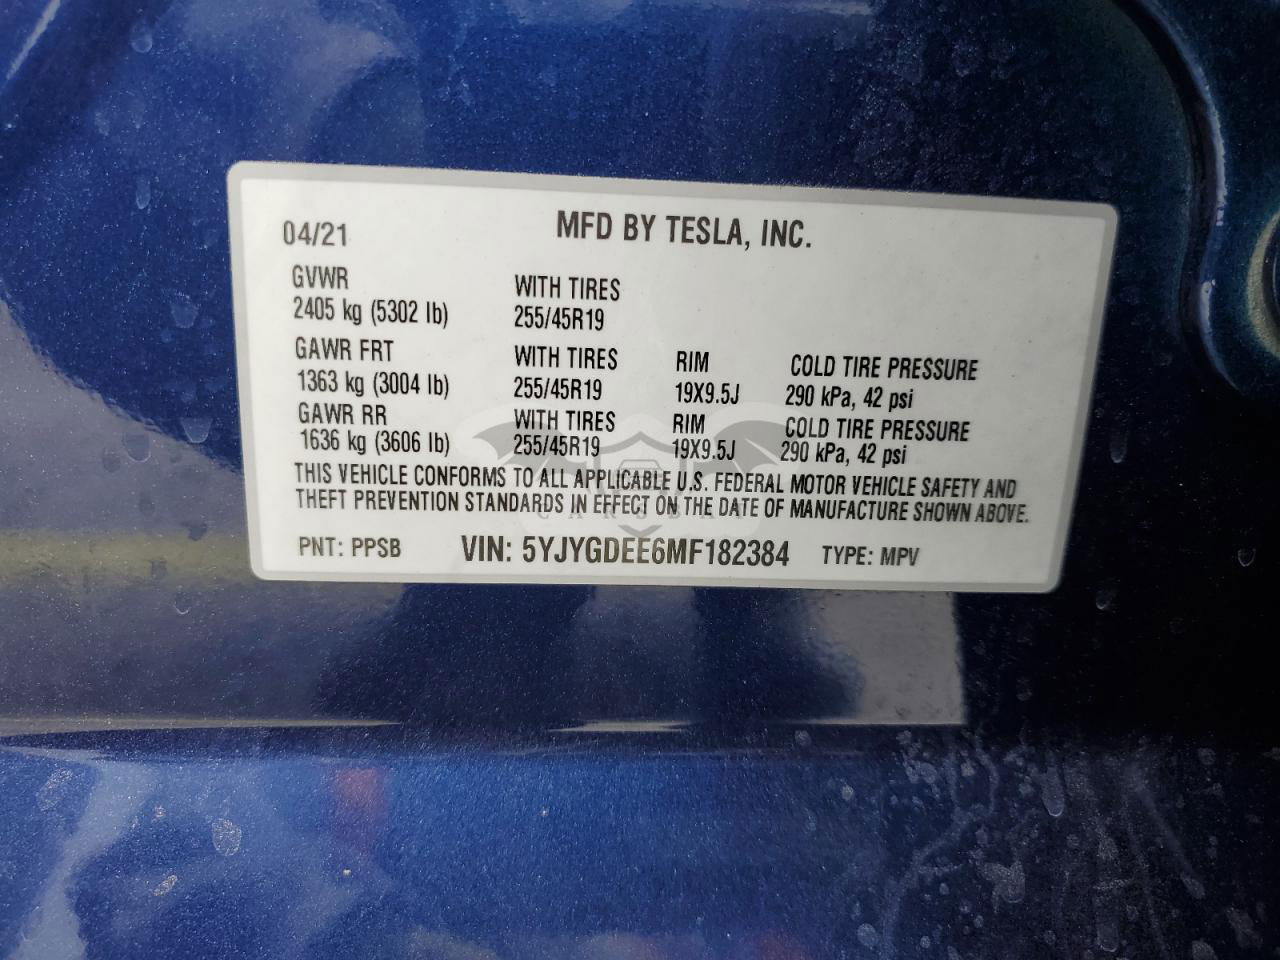 04/21 MFD BY TESLA, INC.
GVWR WITH TIRES
2405 kg (5302 lb) 255/45R19
GAWR FRT WITH TIRES RIM COLD TIRE PRESSURE
1363 kg (3004 lb) 255/45R19 19X9.5J 290 kPa, 42 psi
GAWR RR WITH TIRES RIM COLD TIRE PRESSURE
1636 kg (3606 lb) 255/45R19 19X9.5J 290 kPa, 42 psi
THIS VEHICLE CONFORMS TO ALL APPLICABLE U.S. FEDERAL MOTOR VEHICLE SAFETY AND
THEFT PREVENTION STANDARDS IN EFFECT ON THE DATE OF MANUFACTURE SHOWN ABOVE.
PNT: PPSB VIN: 5YJYGDEE6MF182384 TYPE: MPV